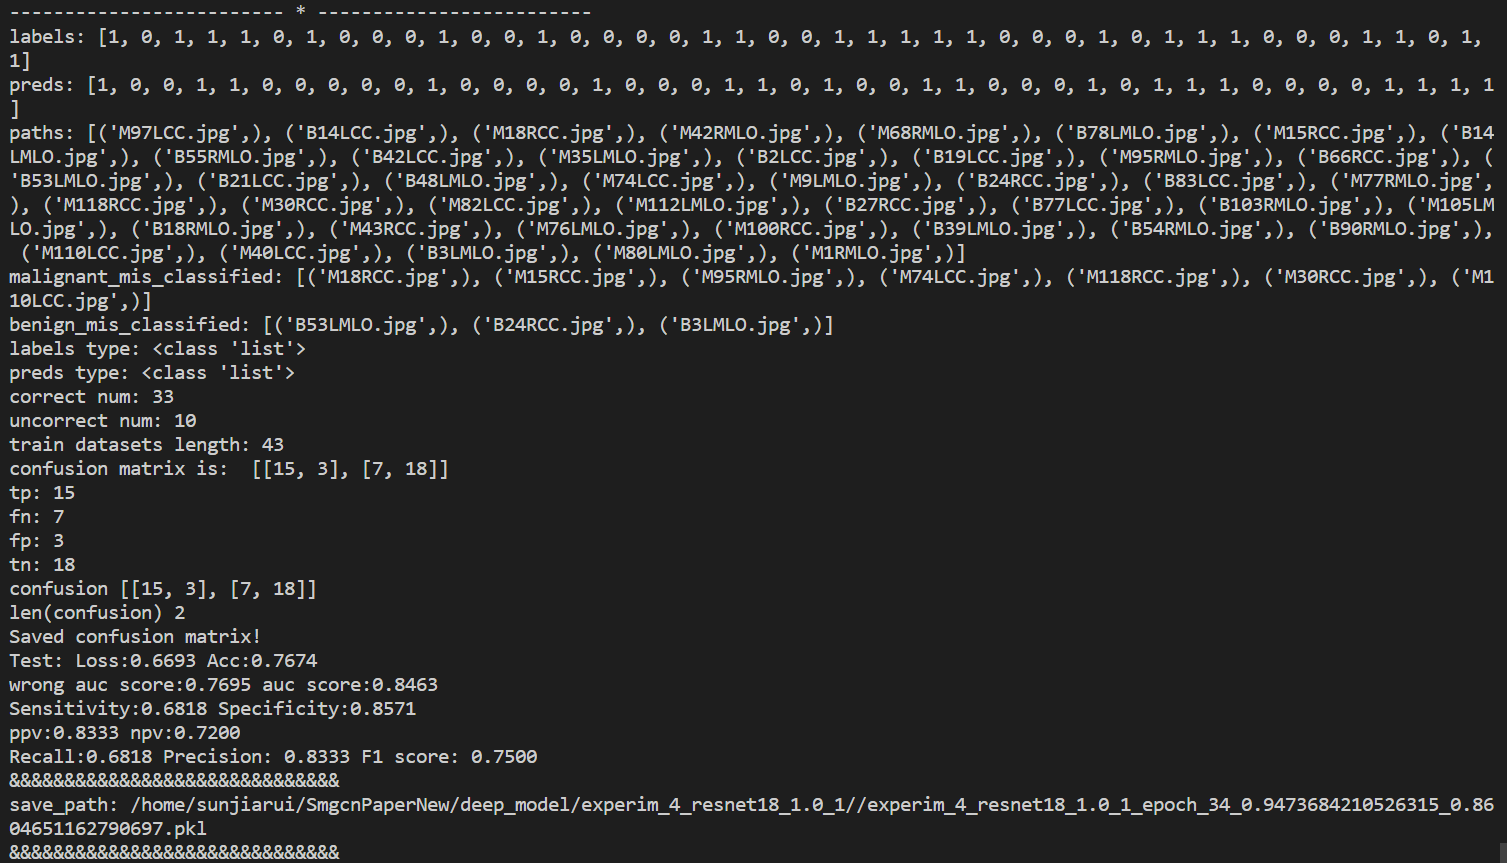 ------------------------- * -------------------------
labels: [1, 0, 1, 1, 1, 0, 1, 0, 0, 0, 1, 0, 0, 1, 0, 0, 0, 0, 1, 1, 0, 0, 1, 1, 1, 1, 1, 0, 0, 0, 1, 0, 1, 1, 1, 0, 0, 0, 1, 1, 0, 1,
1]
preds: [1, 0, 0, 1, 1, 0, 0, 0, 0, 0, 1, 0, 0, 0, 0, 1, 0, 0, 0, 1, 1, 0, 1, 0, 0, 1, 1, 0, 0, 0, 1, 0, 1, 1, 1, 0, 0, 0, 0, 1, 1, 1, 1
]
paths: [('M97LCC.jpg',), ('B14LCC.jpg',), ('M18RCC.jpg',), ('M42RMLO.jpg',), ('M68RMLO.jpg',), ('B78LMLO.jpg',), ('M15RCC.jpg',), ('B14
LMLO.jpg',), ('B55RMLO.jpg',), ('B42LCC.jpg',), ('M35LMLO.jpg',), ('B2LCC.jpg',), ('B19LCC.jpg',), ('M95RMLO.jpg',), ('B66RCC.jpg',), (
'B53LMLO.jpg',), ('B21LCC.jpg',), ('B48LMLO.jpg',), ('M74LCC.jpg',), ('M9LMLO.jpg',), ('B24RCC.jpg',), ('B83LCC.jpg',), ('M77RMLO.jpg',
), ('M118RCC.jpg',), ('M30RCC.jpg',), ('M82LCC.jpg',), ('M112LMLO.jpg',), ('B27RCC.jpg',), ('B77LCC.jpg',), ('B103RMLO.jpg',), ('M105LM
LO.jpg',), ('B18RMLO.jpg',), ('M43RCC.jpg',), ('M76LMLO.jpg',), ('M100RCC.jpg',), ('B39LMLO.jpg',), ('B54RMLO.jpg',), ('B90RMLO.jpg',),
 ('M110LCC.jpg',), ('M40LCC.jpg',), ('B3LMLO.jpg',), ('M80LMLO.jpg',), ('M1RMLO.jpg',)]
malignant_mis_classified: [('M18RCC.jpg',), ('M15RCC.jpg',), ('M95RMLO.jpg',), ('M74LCC.jpg',), ('M118RCC.jpg',), ('M30RCC.jpg',), ('M1
10LCC.jpg',)]
benign_mis_classified: [('B53LMLO.jpg',), ('B24RCC.jpg',), ('B3LMLO.jpg',)]
labels type: <class 'list'>
preds type: <class 'list'>
correct num: 33
uncorrect num: 10
train datasets length: 43
confusion matrix is:  [[15, 3], [7, 18]]
tp: 15
fn: 7
fp: 3
tn: 18
confusion [[15, 3], [7, 18]]
len(confusion) 2
Saved confusion matrix!
Test: Loss:0.6693 Acc:0.7674
wrong auc score:0.7695 auc score:0.8463
Sensitivity:0.6818 Specificity:0.8571
ppv:0.8333 npv:0.7200
Recall:0.6818 Precision: 0.8333 F1 score: 0.7500
&&&&&&&&&&&&&&&&&&&&&&&&&&&&&&
save_path: /home/sunjiarui/SmgcnPaperNew/deep_model/experim_4_resnet18_1.0_1//experim_4_resnet18_1.0_1_epoch_34_0.9473684210526315_0.86
04651162790697.pkl
&&&&&&&&&&&&&&&&&&&&&&&&&&&&&&